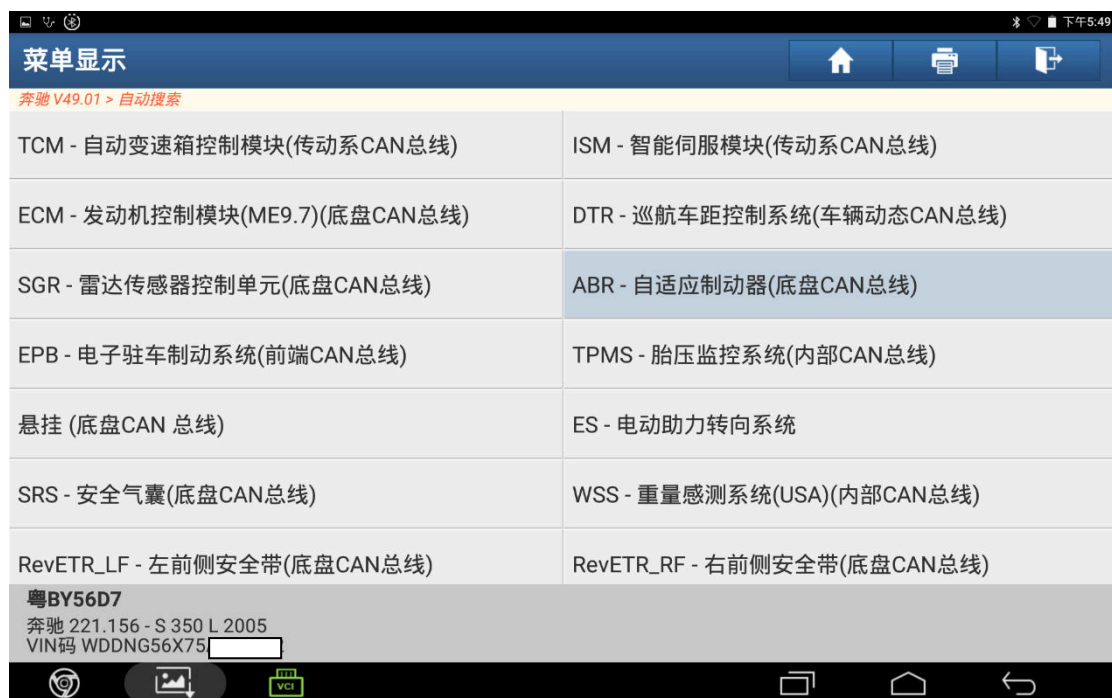 下午5:49
菜单显示
奔驰 V49.01 > 自动搜索
TCM - 自动变速箱控制模块(传动系CAN总线)
ISM - 智能伺服模块(传动系CAN总线)
ECM - 发动机控制模块(ME9.7)(底盘CAN总线)
DTR - 巡航车距控制系统(车辆动态CAN总线)
SGR - 雷达传感器控制单元(底盘CAN总线)
ABR - 自适应制动器(底盘CAN总线)
EPB - 电子驻车制动系统(前端CAN总线)
TPMS - 胎压监控系统(内部CAN总线)
悬挂 (底盘CAN 总线)
ES - 电动助力转向系统
SRS - 安全气囊(底盘CAN总线)
WSS - 重量感测系统(USA)(内部CAN总线)
RevETR_LF - 左前侧安全带(底盘CAN总线)
RevETR_RF - 右前侧安全带(底盘CAN总线)
粤BY56D7
奔驰 221.156 - S 350 L 2005
VIN码 WDDNG56X75
VCI